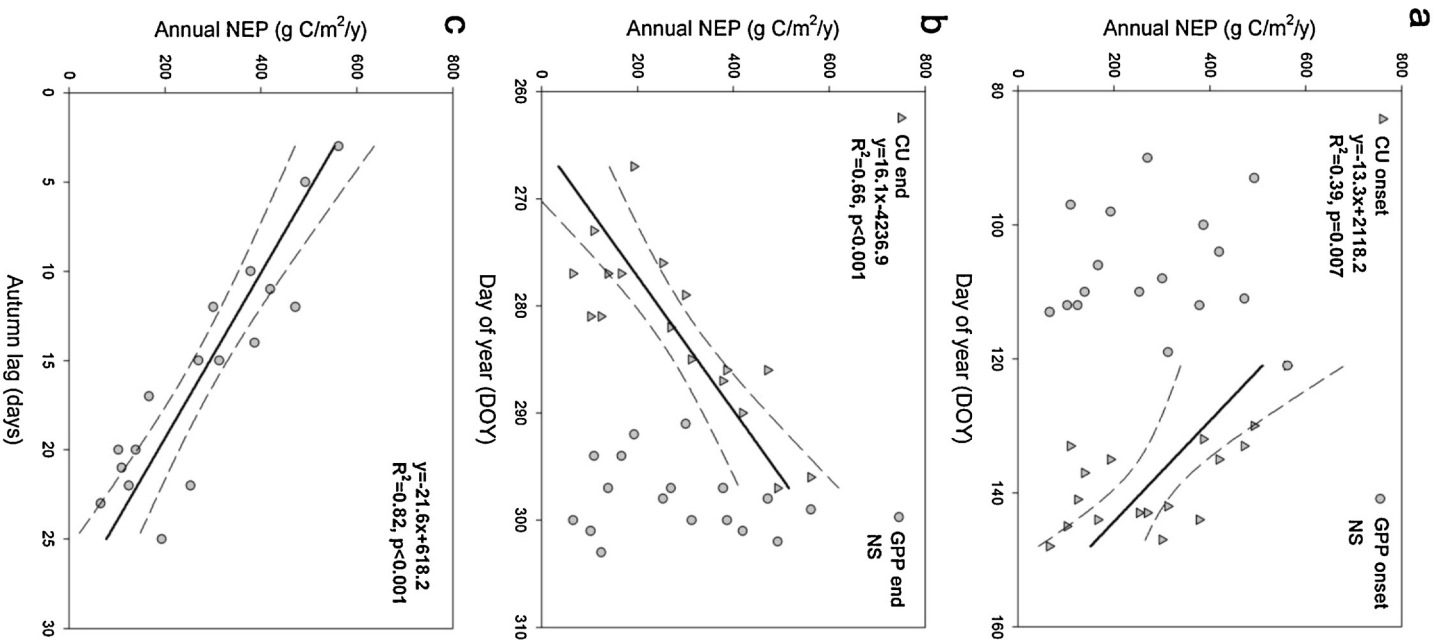 a
Annual NEP (g C/m²/y)
800
600
400
200
0
CU onset
y=-13.3x+2118.2
R²=0.39, p=0.007
GPP onset
NS
80
100
120
140
160
Day of year (DOY)
b
Annual NEP (g C/m²/y)
800
600
400
200
0
CU end
y=16.1x-4236.9
R²=0.66, p<0.001
GPP end
NS
260
270
280
290
300
310
Day of year (DOY)
c
Annual NEP (g C/m²/y)
800
600
400
200
0
y=-21.6x+618.2
R²=0.82, p<0.001
0
5
10
15
20
25
30
Autumn lag (days)